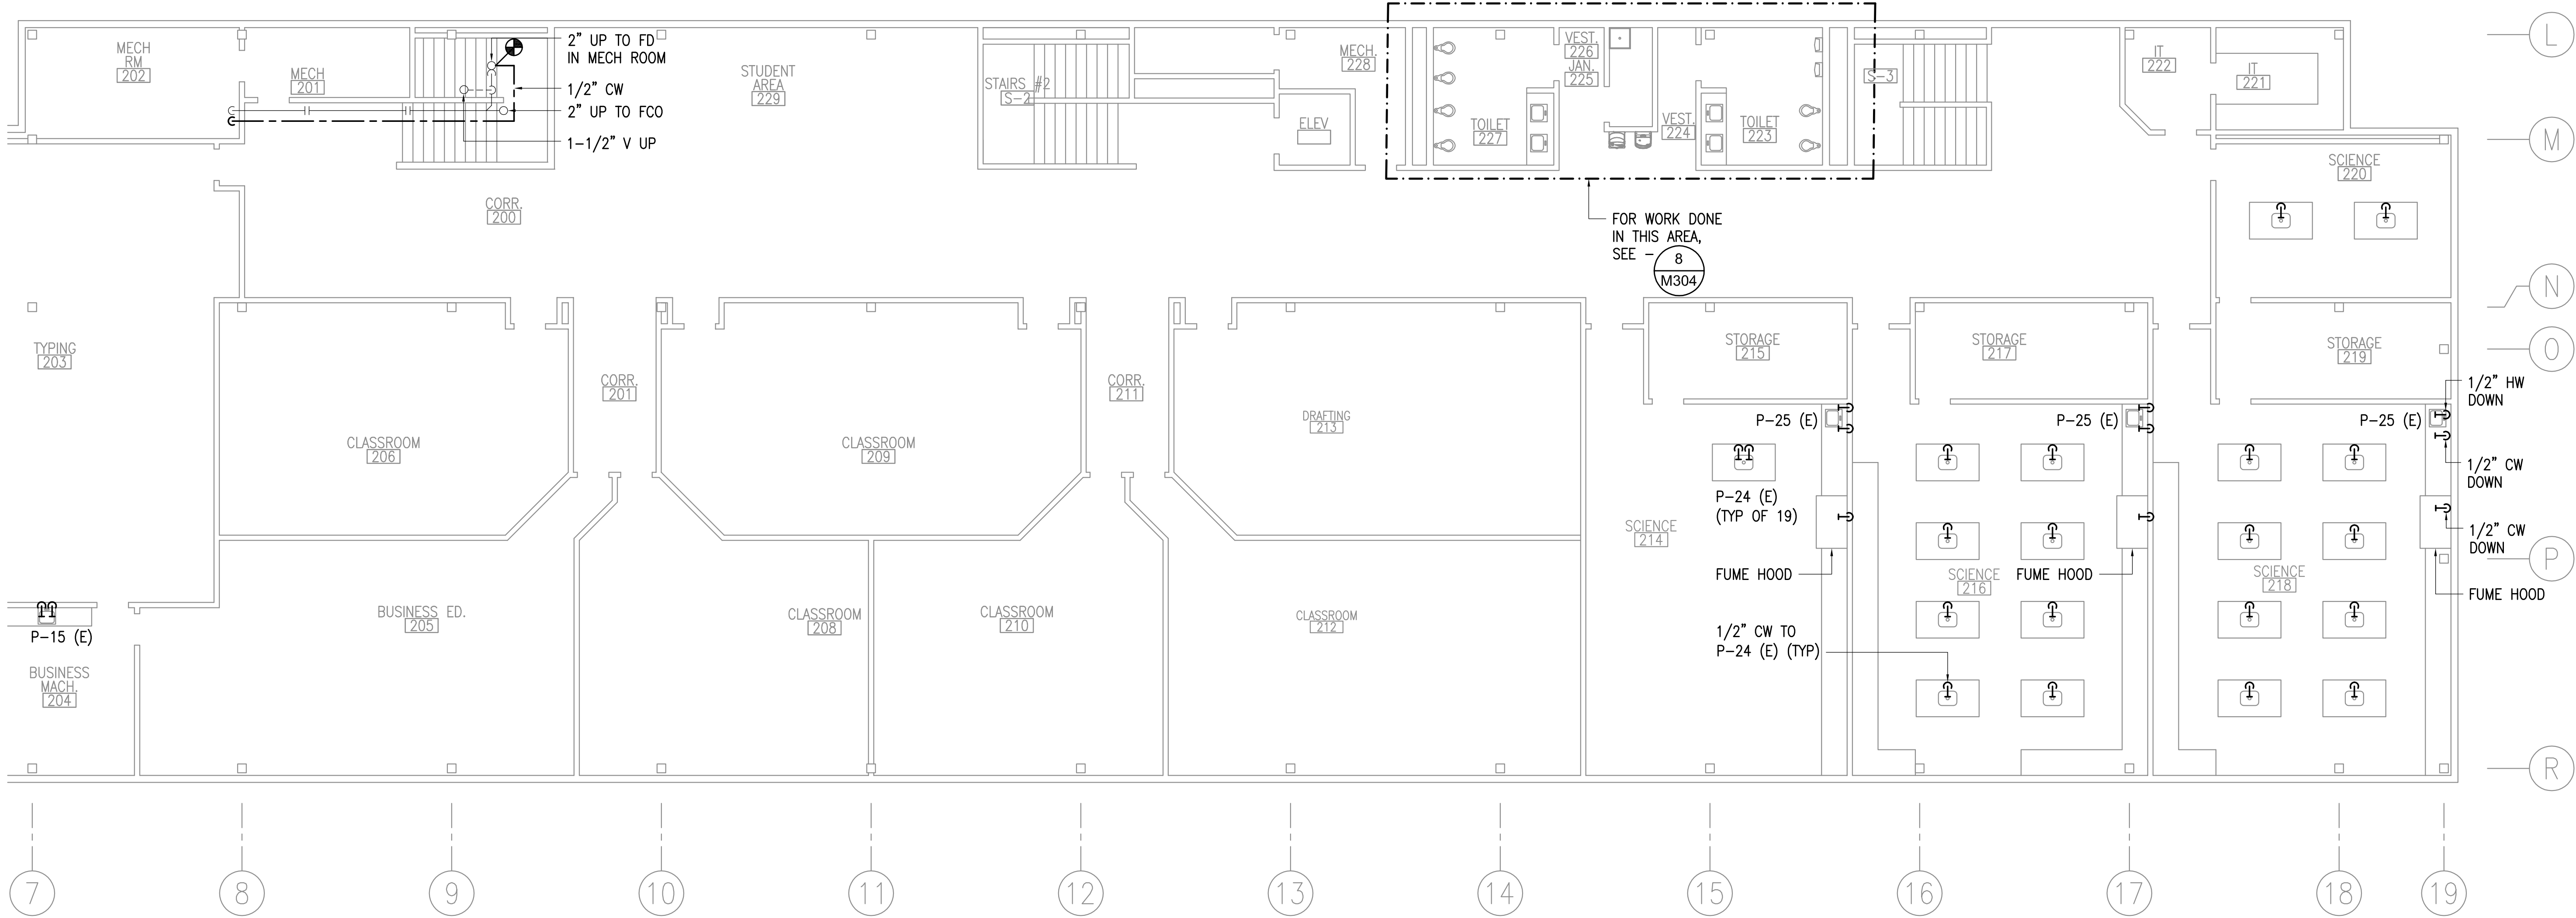 MECH
RM
202
MECH
201
2” UP TO FD
IN MECH ROOM
1/2” CW
2” UP TO FCO
1-1/2” V UP
STUDENT
AREA
229
STAIRS #2
S-2
MECH.
228
ELEV
TOILET
227
VEST.
226
JAN.
225
VEST.
224
TOILET
223
S-3
IT
222
IT
221
L
M
SCIENCE
220
CORR.
200
FOR WORK DONE
IN THIS AREA,
SEE -
8
M304
N
TYPING
203
CORR.
201
CORR.
211
STORAGE
215
STORAGE
217
STORAGE
219
O
CLASSROOM
206
CLASSROOM
209
DRAFTING
213
P-25 (E)
P-25 (E)
P-25 (E)
1/2” HW
DOWN
1/2” CW
DOWN
1/2” CW
DOWN
FUME HOOD
P-24 (E)
(TYP OF 19)
SCIENCE
214
FUME HOOD
SCIENCE
216
FUME HOOD
SCIENCE
218
P
P-15 (E)
BUSINESS
MACH.
204
BUSINESS ED.
205
CLASSROOM
208
CLASSROOM
210
CLASSROOM
212
1/2” CW TO
P-24 (E) (TYP)
R
7
8
9
10
11
12
13
14
15
16
17
18
19